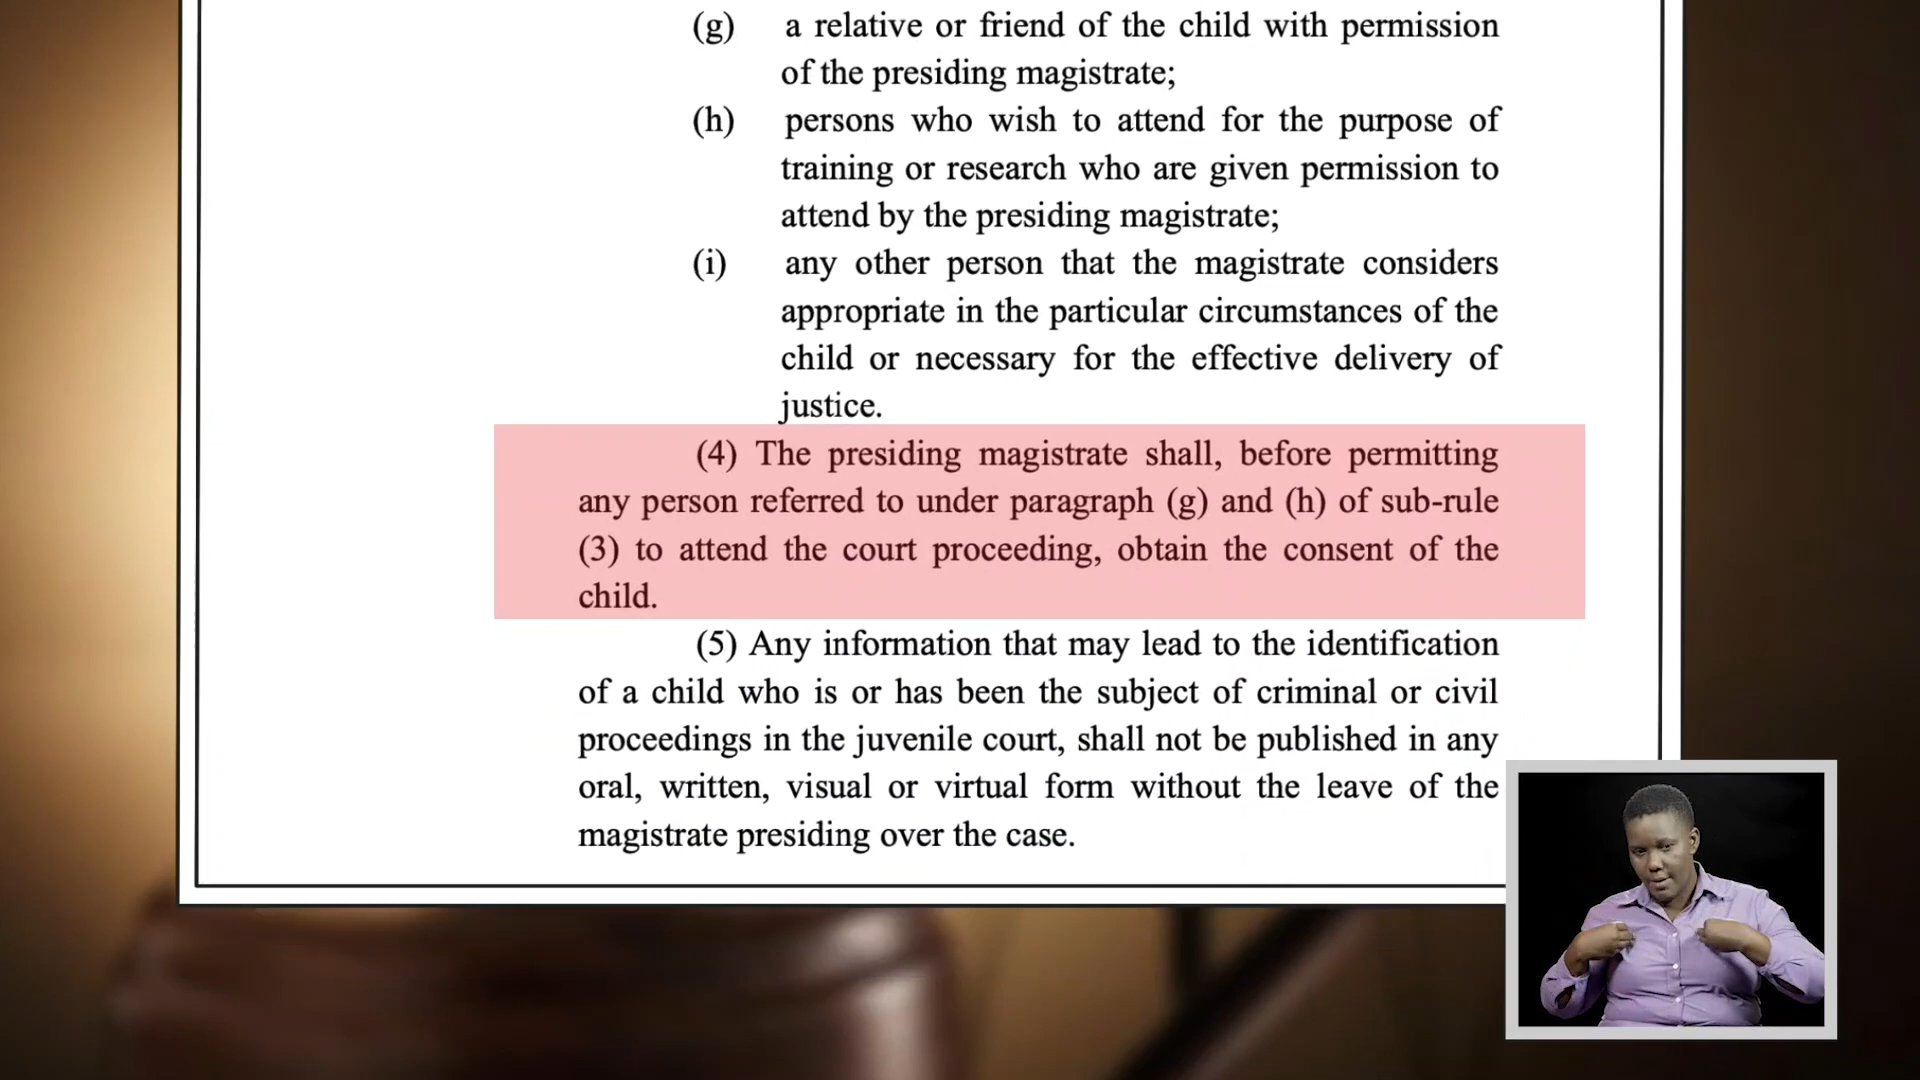 (g) a relative or friend of the child with permission
of the presiding magistrate;
(h) persons who wish to attend for the purpose of
training or research who are given permission to
attend by the presiding magistrate;
(i) any other person that the magistrate considers
appropriate in the particular circumstances of the
child or necessary for the effective delivery of
justice.
(4) The presiding magistrate shall, before permitting
any person referred to under paragraph (g) and (h) of sub-rule
(3) to attend the court proceeding, obtain the consent of the
child.
(5) Any information that may lead to the identification
of a child who is or has been the subject of criminal or civil
proceedings in the juvenile court, shall not be published in any
oral, written, visual or virtual form without the leave of the
magistrate presiding over the case.